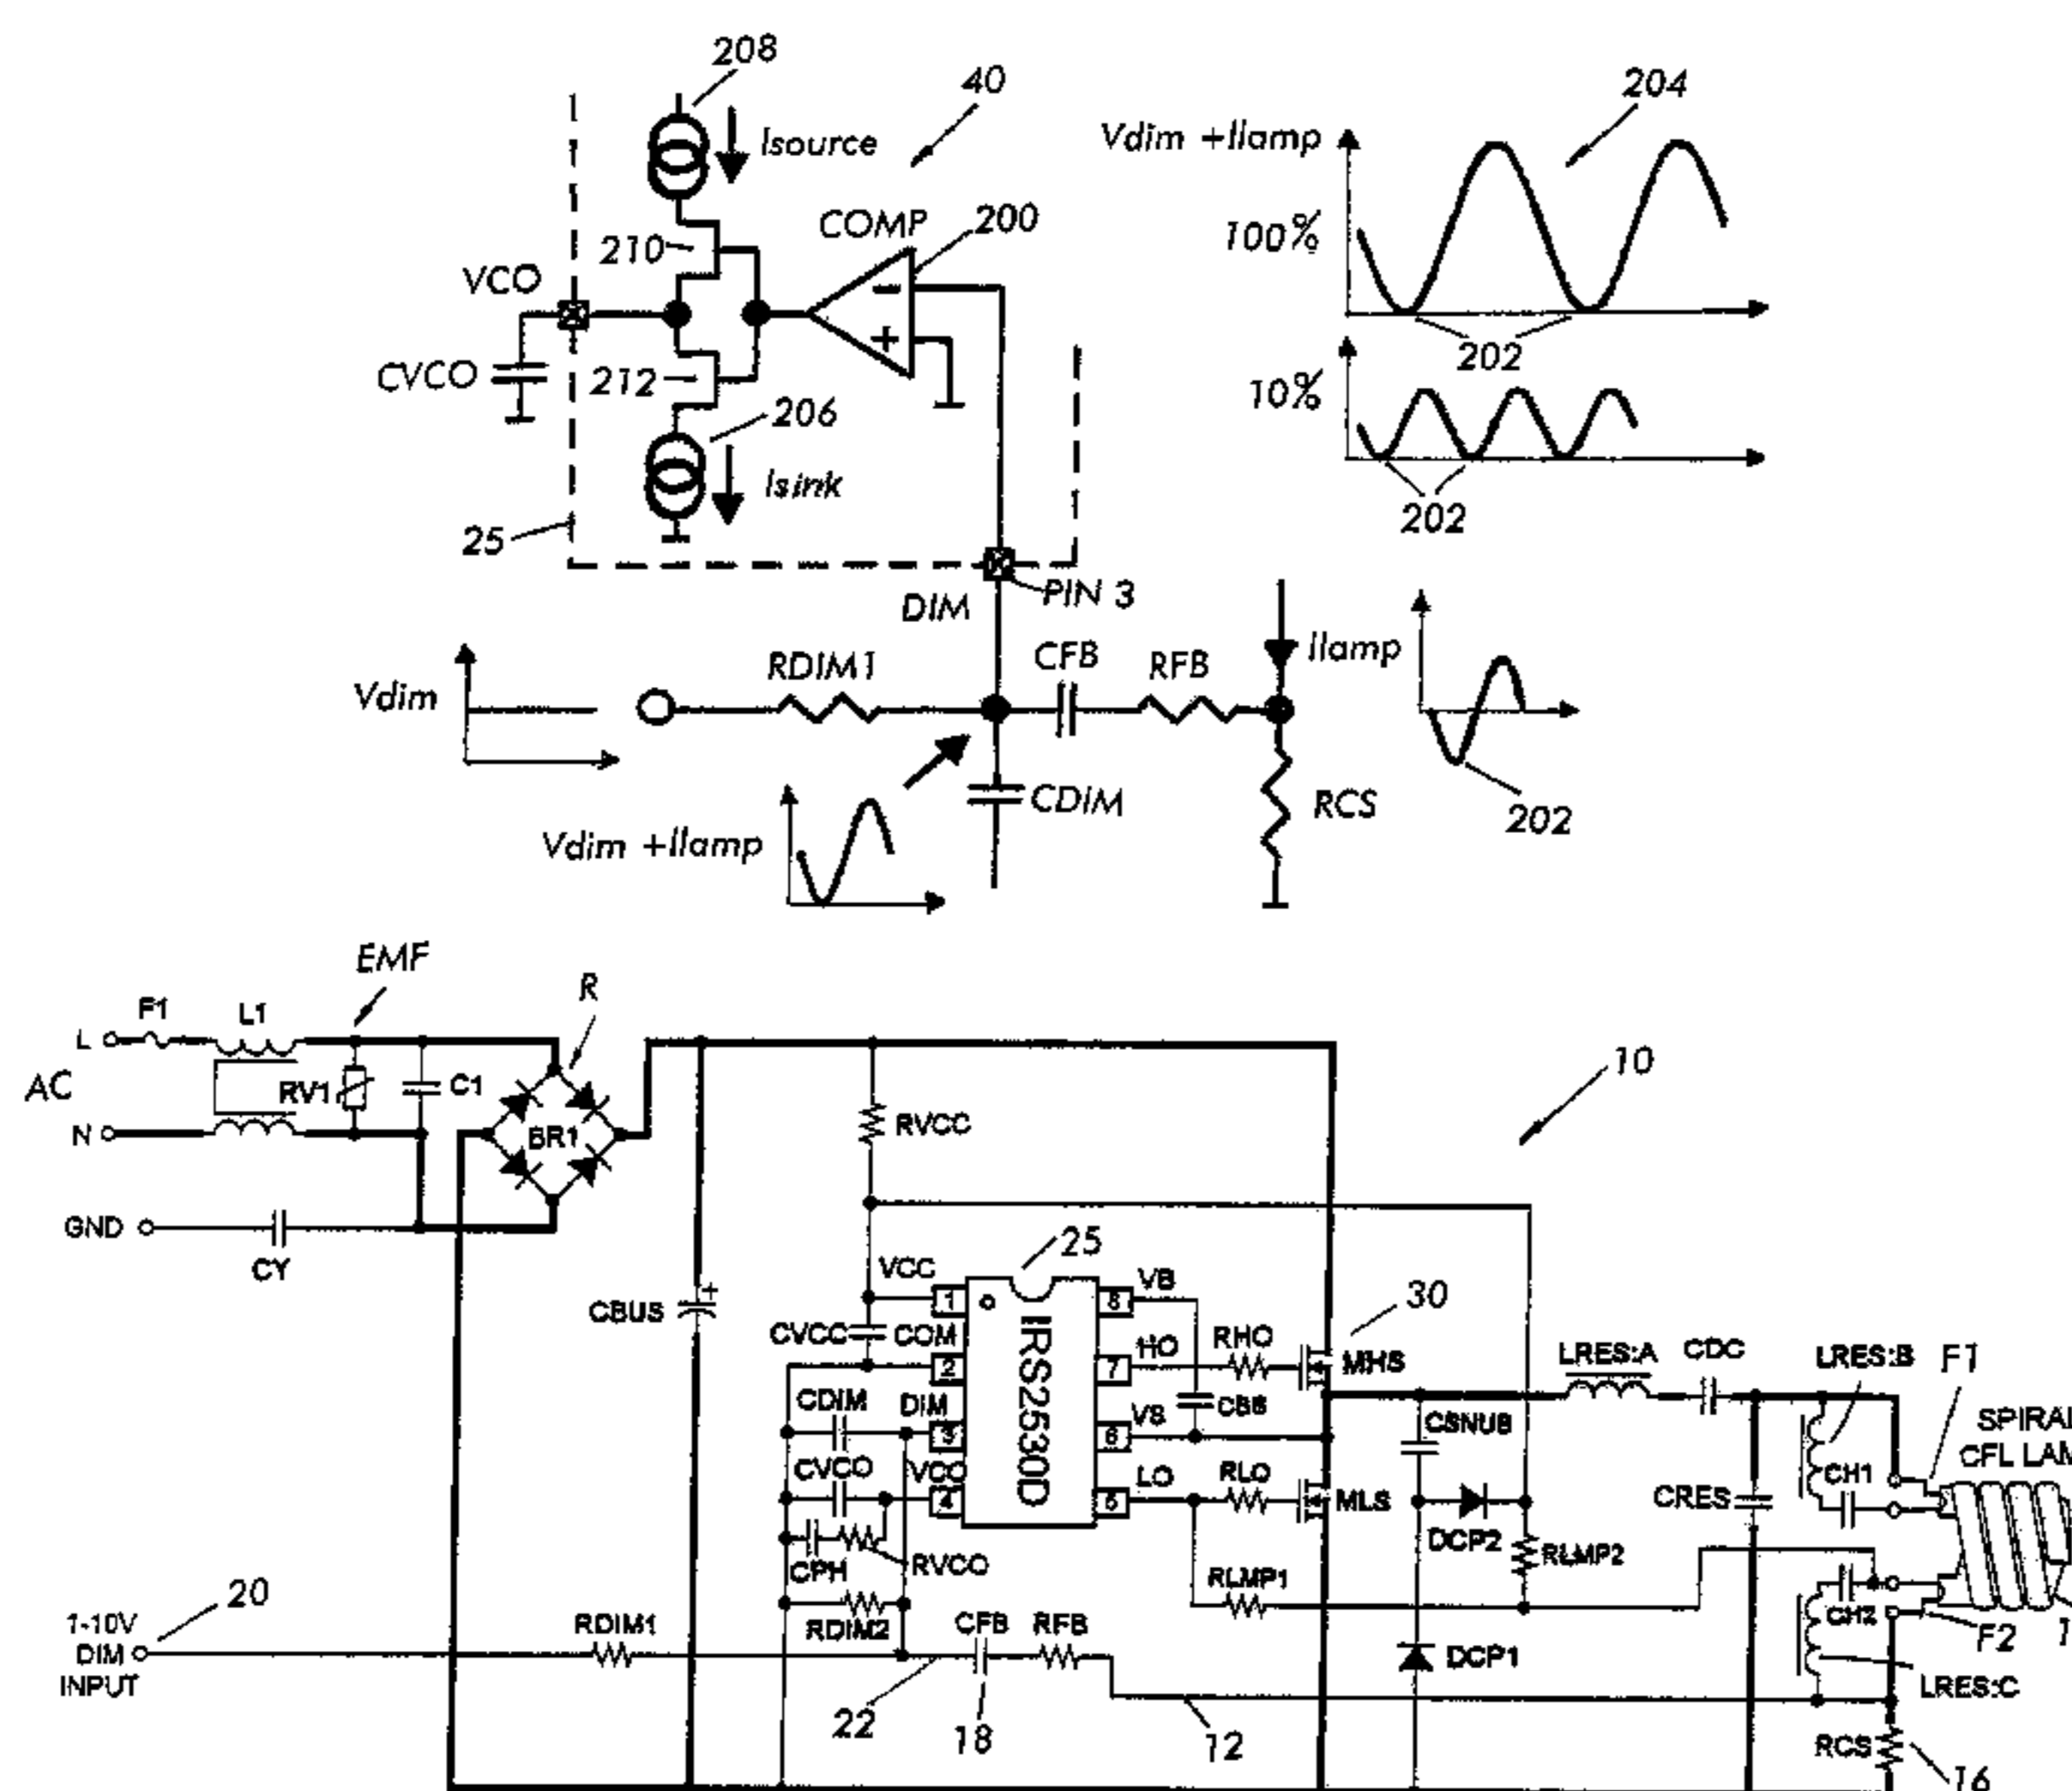 208
40
204
Isource
Vdim +Ilamp
COMP
200
210
100%
VCO
202
CVCO
212
10%
206
Isink
202
25
PIN 3
DIM
Vdim
RDIM1
CFB
RFB
Ilamp
CDIM
RCS
202
Vdim +Ilamp
EMF
R
F1
L1
L
AC
RV1
C1
10
N
BR1
RVCC
GND
CY
25
VCC
VB
30
CBUS
+
1
8
CVCC
COM
HO
RHO
MHS
2
7
IRS2530D
LRES:A
CDC
LRES:B
F1
CDIM
DIM
VS
CBS
3
6
CSNUB
SPIRAL
CFL LAM
CVCO
VCO
LO
RLO
4
5
MLS
CH1
CRES
CPH
RVCO
DCP2
RLMP2
20
RLMP1
1-10V
DIM
INPUT
RDIM1
RDIM2
CFB
RFB
CH2
F2
1
DCP1
LRES:C
22
18
12
RCS
16